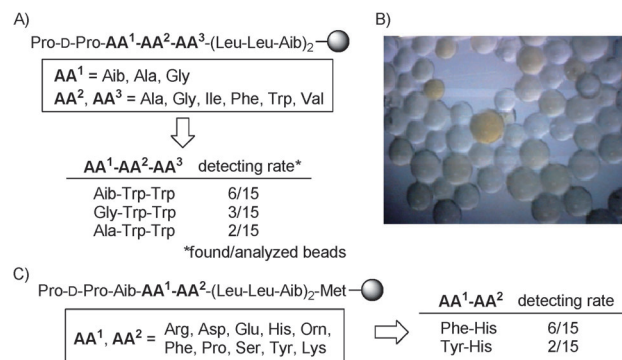 A)
Pro-D-Pro-AA¹-AA²-AA³-(Leu-Leu-Aib)₂
AA¹ = Aib, Ala, Gly
AA², AA³ = Ala, Gly, Ile, Phe, Trp, Val
AA¹-AA²-AA³ detecting rate*
Aib-Trp-Trp 6/15
Gly-Trp-Trp 3/15
Ala-Trp-Trp 2/15
*found/analyzed beads
B)
C)
Pro-D-Pro-Aib-AA¹-AA²-(Leu-Leu-Aib)₂-Met
AA¹, AA² = Arg, Asp, Glu, His, Orn,
Phe, Pro, Ser, Tyr, Lys
AA¹-AA² detecting rate
Phe-His 6/15
Tyr-His 2/15